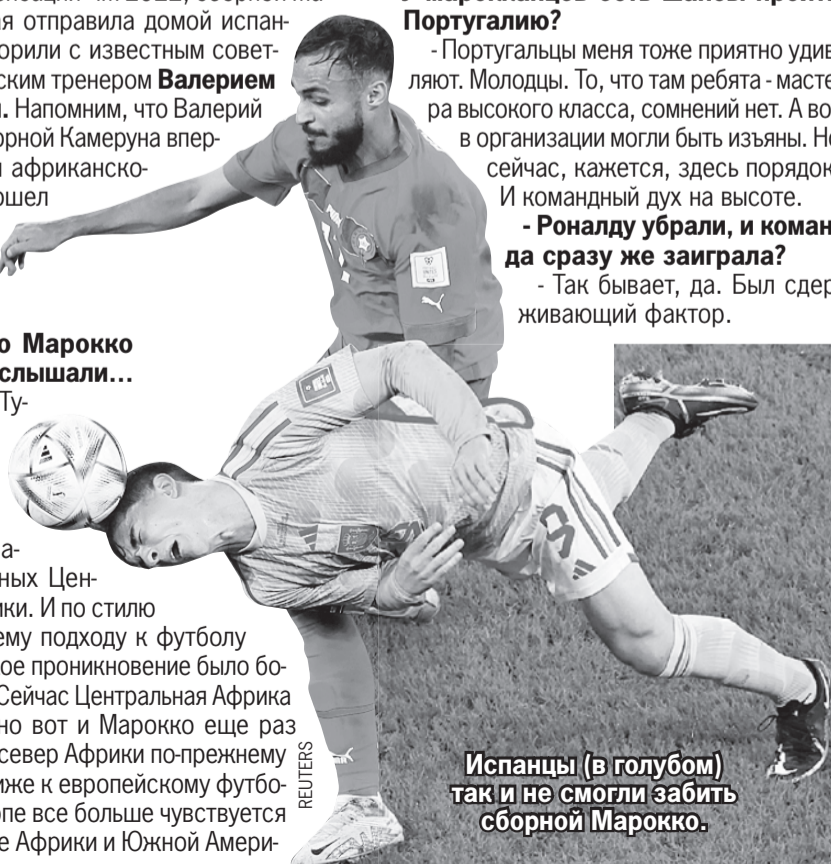 ая отправила домой испан-
орили с известным совет-
ским тренером Валерием
Напомним, что Валерий
орной Камеруна впер-
африканско-
ошел
о Марокко
слышали...
Ту-
а-
ных Цен-
ики. И по стилю
ему подходу к футболу
ое проникновение было бо-
Сейчас Центральная Африка
но вот и Марокко еще раз
север Африки по-прежнему
иже к европейскому футбо-
опе все больше чувствуется
е Африки и Южной Амери-
Португалию?
- Португальцы меня тоже приятно удив
ляют. Молодцы. То, что там ребята - масте
ра высокого класса, сомнений нет. А во
в организации могли быть изъяны. Но
сейчас, кажется, здесь порядок
И командный дух на высоте.
- Роналду убрали, и коман
да сразу же заиграла?
- Так бывает, да. Был сдер
живающий фактор.
REUTERS
Испанцы (в голубом)
так и не смогли забить
сборной Марокко.